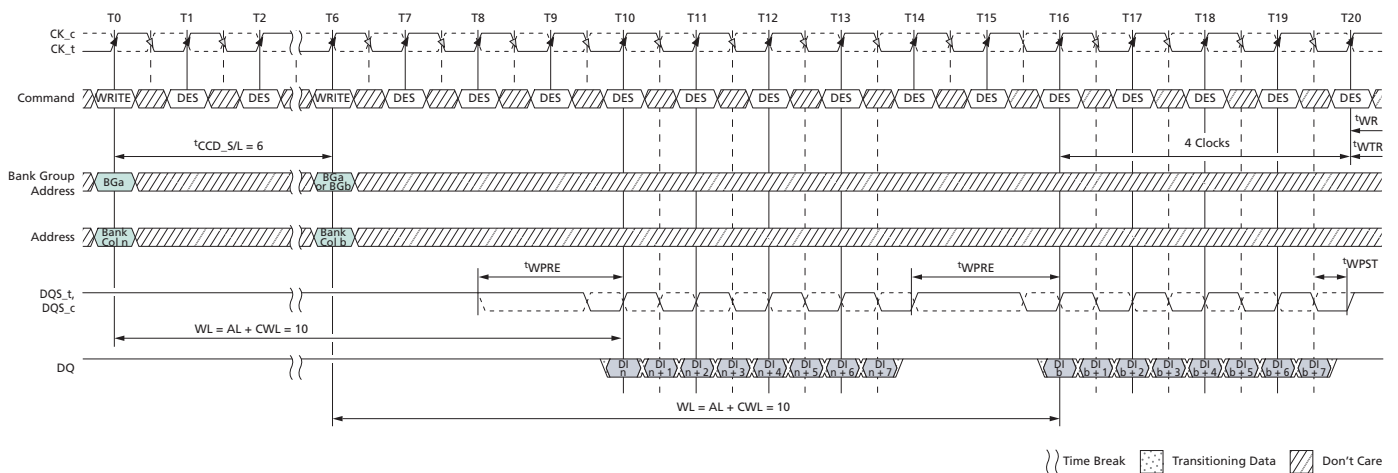 T0 T1 T2 T6 T7 T8 T9 T10 T11 T12 T13 T14 T15 T16 T17 T18 T19 T20
CK_c
CK_t
Command WRITE DES DES WRITE DES DES DES DES DES DES DES DES DES DES DES DES DES DES
tWR
tCCD_S/L = 6
4 Clocks
tWTR
Bank Group
Address
BGa
BGa
or BGb
Address
Bank
Col n
Bank
Col b
tWPRE
tWPRE
tWPST
DQS_t,
DQS_c
WL = AL + CWL = 10
DQ
DI
n
DI
n + 1
DI
n + 2
DI
n + 3
DI
n + 4
DI
n + 5
DI
n + 6
DI
n + 7
DI
b
DI
b + 1
DI
b + 2
DI
b + 3
DI
b + 4
DI
b + 5
DI
b + 6
DI
b + 7
WL = AL + CWL = 10
Time Break Transitioning Data Don't Care